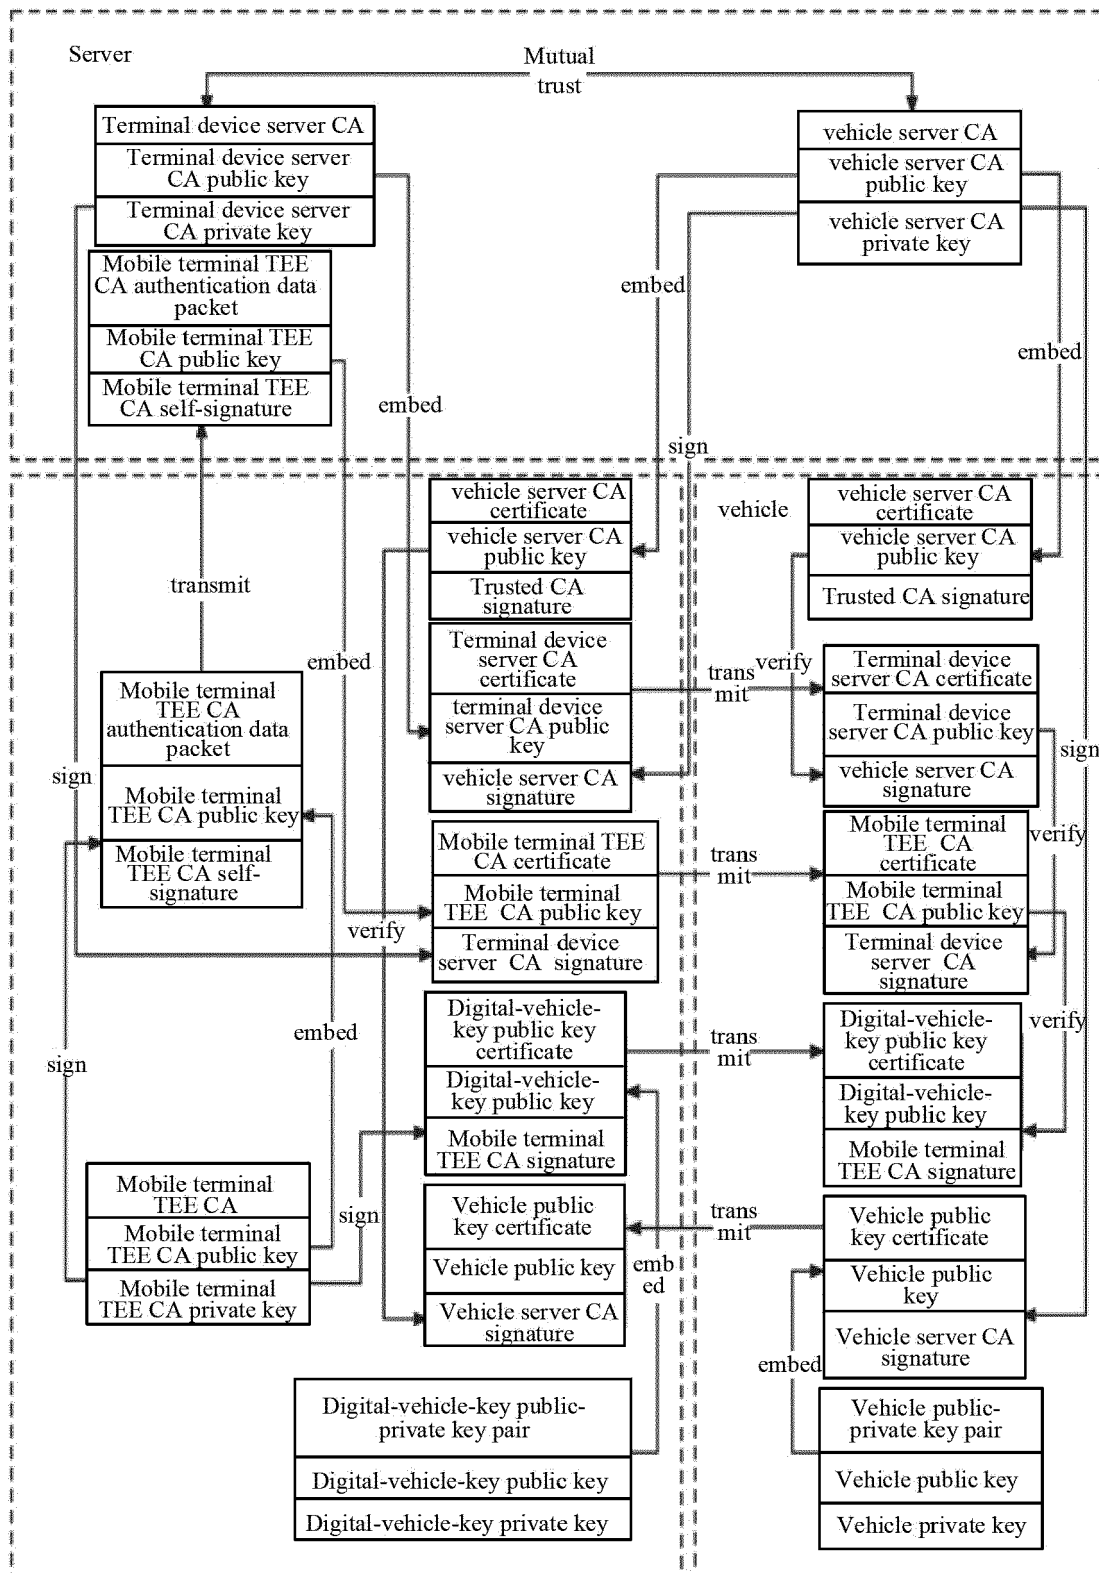 Server
Mutual
trust
Terminal device server CA
Terminal device server
CA public key
Terminal device server
CA private key
vehicle server CA
vehicle server CA
public key
vehicle server CA
private key
Mobile terminal TEE
CA authentication data
packet
Mobile terminal TEE
CA public key
Mobile terminal TEE
CA self-signature
embed
embed
embed
sign
vehicle server CA
certificate
vehicle server CA
public key
Trusted CA
signature
vehicle
vehicle server CA
certificate
vehicle server CA
public key
Trusted CA signature
transmit
embed
Terminal device
server CA
certificate
terminal device
server CA public
key
vehicle server CA
signature
trans
mit
verify
Terminal device
server CA certificate
Terminal device
server CA public key
vehicle server CA
signature
sign
Mobile terminal
TEE CA
authentication data
packet
Mobile terminal
TEE CA public key
Mobile terminal
TEE CA self-
signature
sign
Mobile terminal TEE
CA certificate
Mobile terminal
TEE CA public key
Terminal device
server CA signature
trans
mit
Mobile terminal
TEE CA
certificate
Mobile terminal
TEE CA public key
Terminal device
server CA
signature
verify
verify
embed
sign
Digital-vehicle-
key public key
certificate
Digital-vehicle-
key public key
Mobile terminal
TEE CA signature
trans
mit
Digital-vehicle-
key public key
certificate
Digital-vehicle-
key public key
Mobile terminal
TEE CA signature
verify
Mobile terminal
TEE CA
Mobile terminal
TEE CA public key
Mobile terminal
TEE CA private key
sign
Vehicle public
key certificate
Vehicle public key
Vehicle server CA
signature
trans
mit
emb
ed
Vehicle public
key certificate
Vehicle public
key
Vehicle server CA
signature
embed
Digital-vehicle-key public-
private key pair
Digital-vehicle-key public key
Digital-vehicle-key private key
Vehicle public-
private key pair
Vehicle public key
Vehicle private key